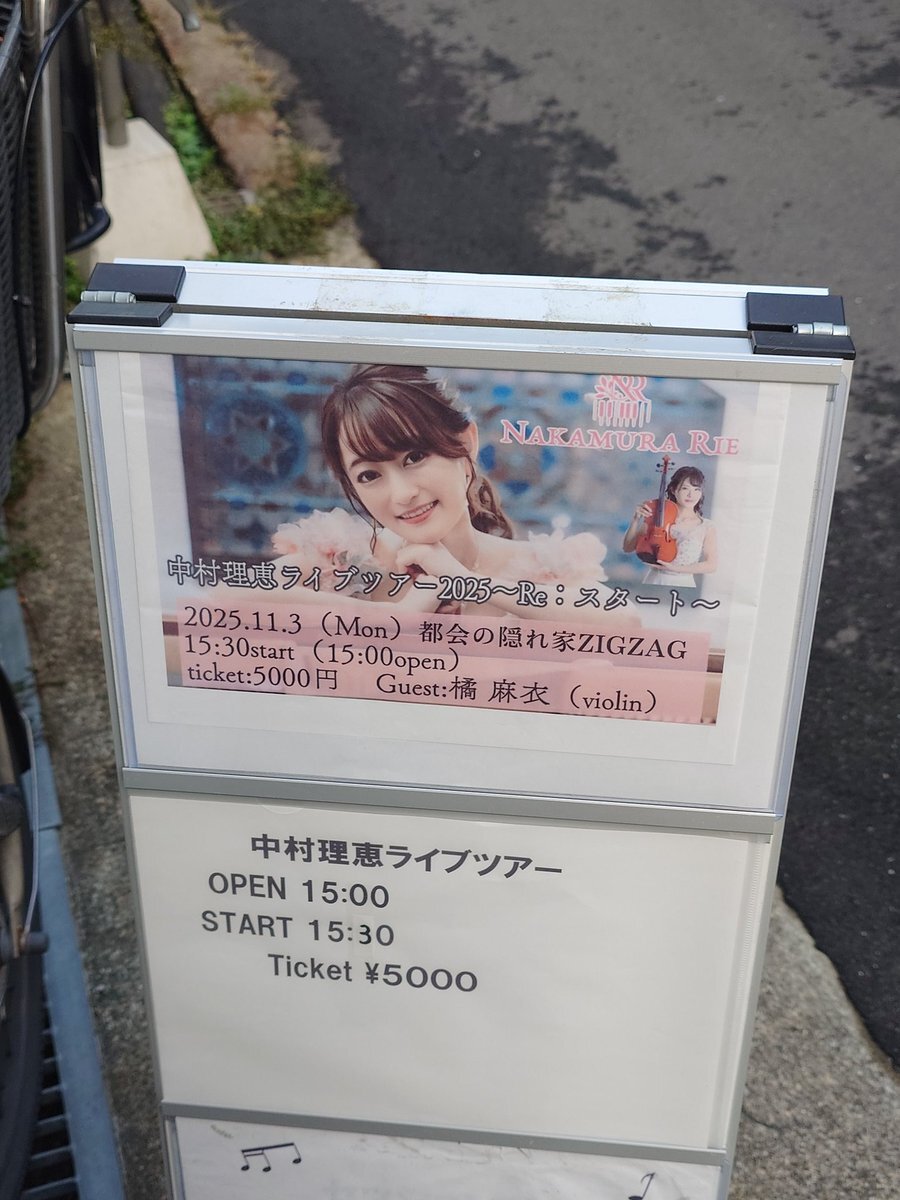 NR
NAKAMURA RIE
中村理恵ライブツアー2025〜Re：スタート〜
2025.11.3（Mon）都会の隠れ家ZIGZAG
15:30start（15:00open）
ticket:5000円 Guest:橘 麻衣（violin）
中村理恵ライブツアー
OPEN 15:00
START 15:30
Ticket ¥5000